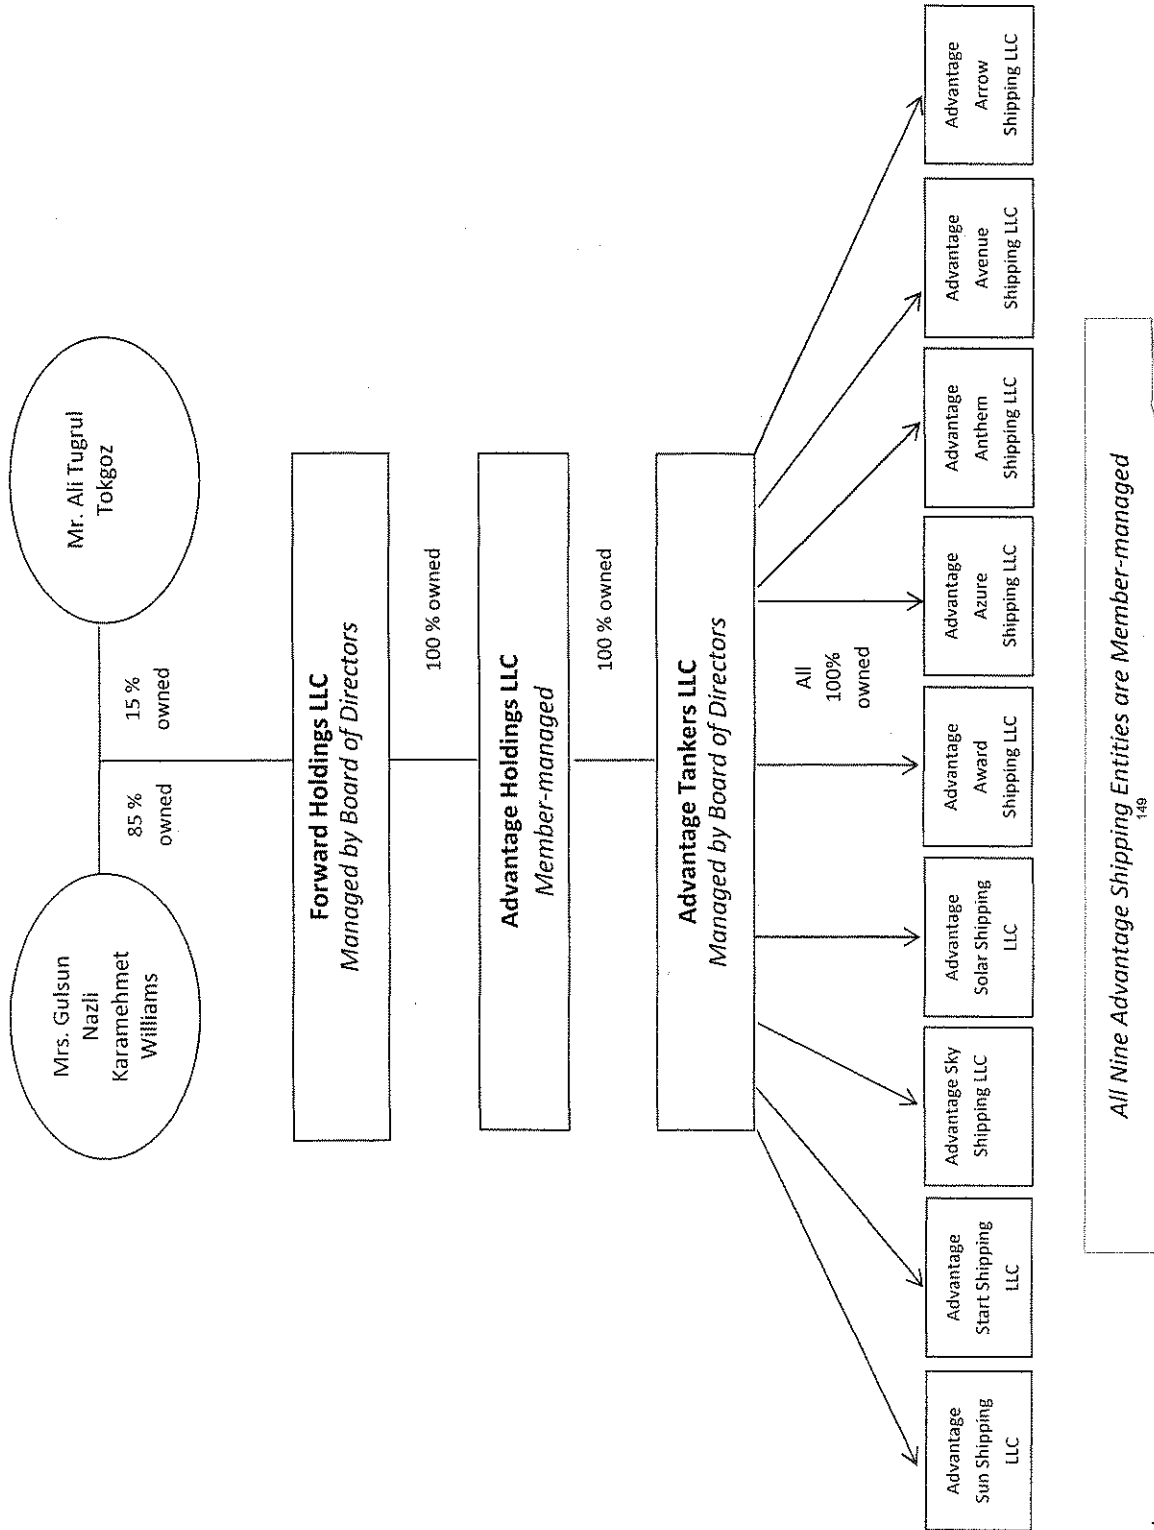 Mrs. Gulsun
Nazli
Karamehmet
Williams
85 %
owned
15 %
owned
Mr. Ali Tugrul
Tokgoz
Forward Holdings LLC
Managed by Board of Directors
100 % owned
Advantage Holdings LLC
Member-managed
100 % owned
Advantage Tankers LLC
Managed by Board of Directors
All
100%
owned
Advantage
Sun Shipping
LLC
Advantage
Start Shipping
LLC
Advantage Sky
Shipping LLC
Advantage
Solar Shipping
LLC
Advantage
Award
Shipping LLC
Advantage
Azure
Shipping LLC
Advantage
Anthem
Shipping LLC
Advantage
Avenue
Shipping LLC
Advantage
Arrow
Shipping LLC
All Nine Advantage Shipping Entities are Member-managed
149